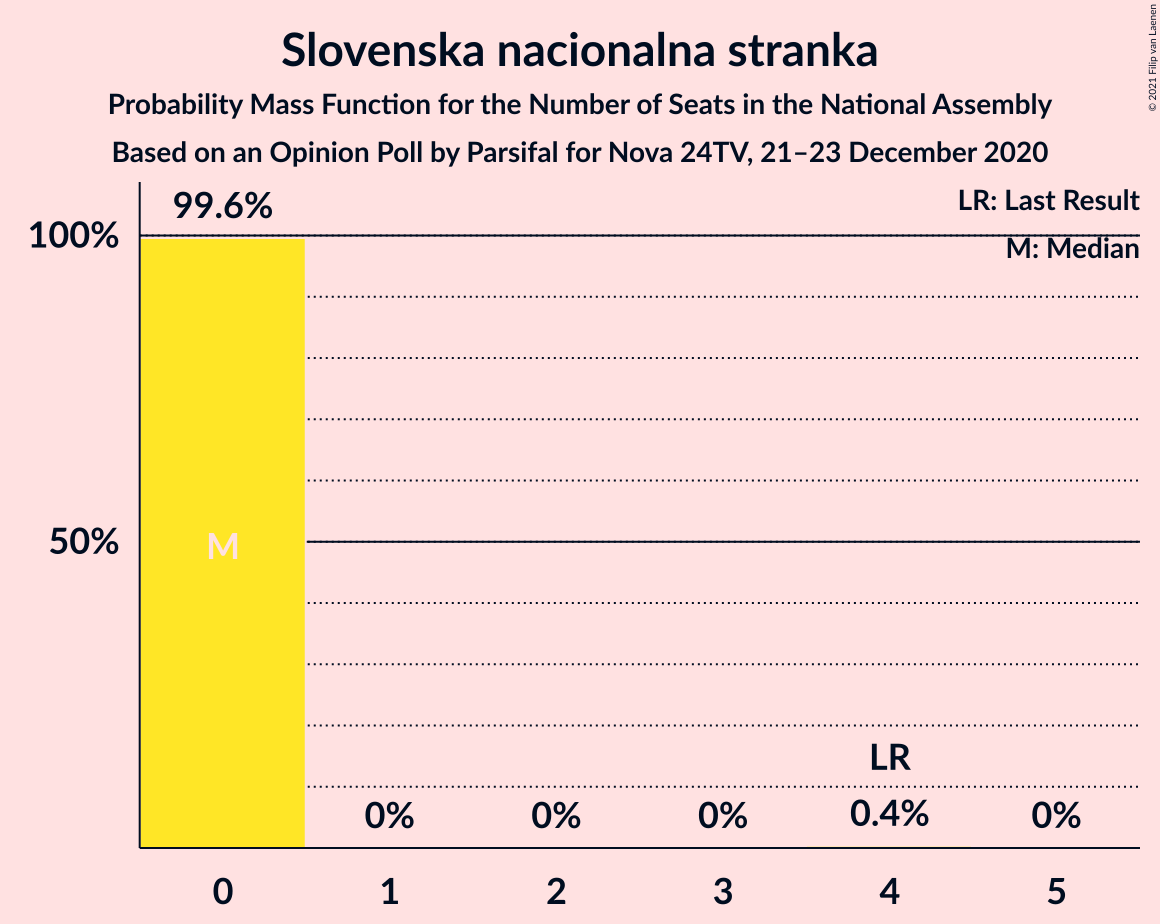 Slovenska nacionalna stranka
Probability Mass Function for the Number of Seats in the National Assembly
Based on an Opinion Poll by Parsifal for Nova 24TV, 21–23 December 2020
© 2021 Filip van Laenen
LR: Last Result
M: Median
99.6%
100%
M
50%
LR
0%
0%
0%
0.4%
0%
0
1
2
3
4
5